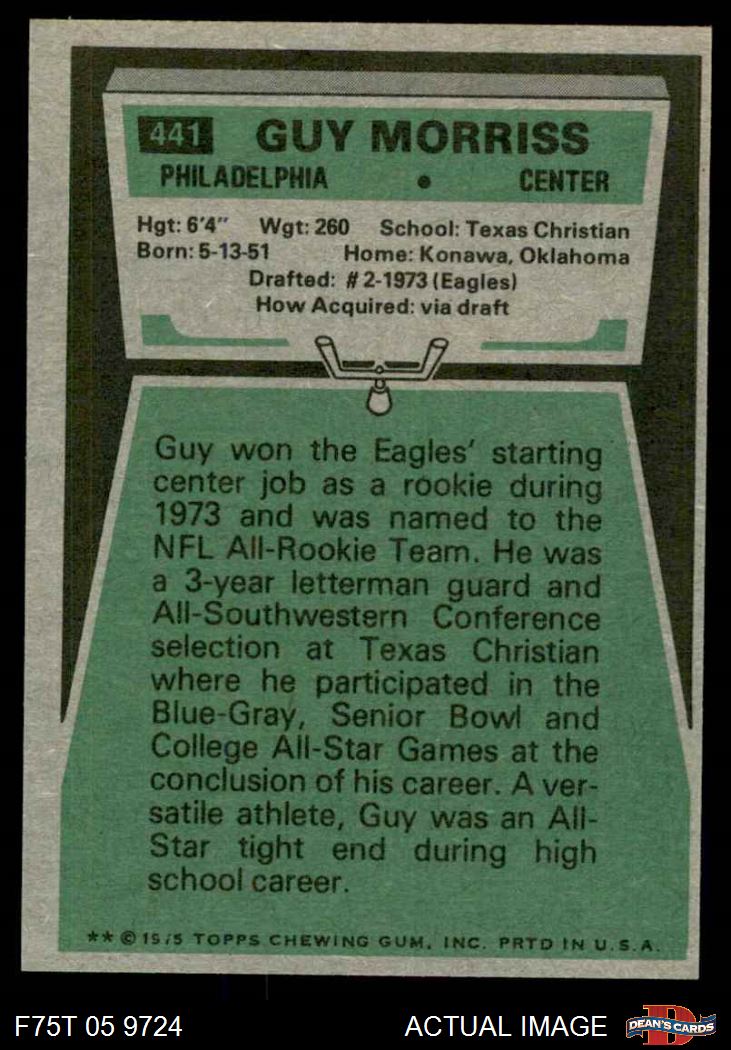 441 GUY MORRISS
PHILADELPHIA • CENTER
Hgt: 6'4" Wgt: 260 School: Texas Christian
Born: 5-13-51 Home: Konawa, Oklahoma
Drafted: #2-1973 (Eagles)
How Acquired: via draft
Guy won the Eagles' starting
center job as a rookie during
1973 and was named to the
NFL All-Rookie Team. He was
a 3-year letterman guard and
All-Southwestern Conference
selection at Texas Christian
where he participated in the
Blue-Gray, Senior Bowl and
College All-Star Games at the
conclusion of his career. A ver-
satile athlete, Guy was an All-
Star tight end during high
school career.
** © 1975 TOPPS CHEWING GUM, INC. PRTD IN U.S.A.
F75T 05 9724 ACTUAL IMAGE D DEAN'S CARDS